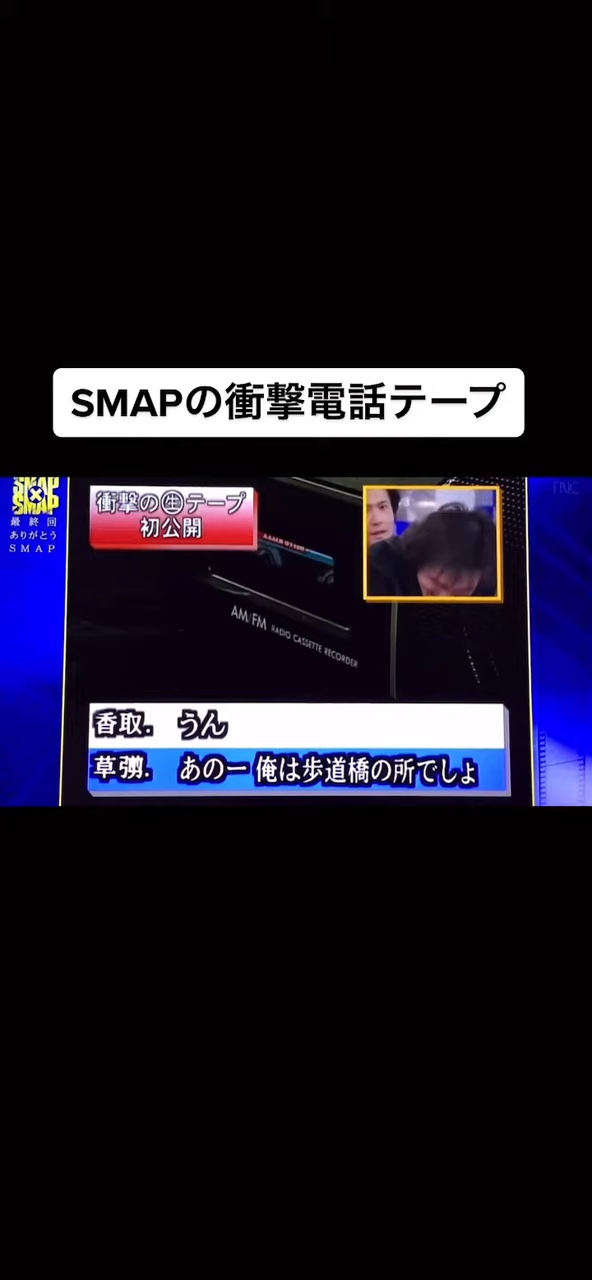 SMAPの衝撃電話テープ
SMAP
×
SMAP
最終回
ありがとう
SMAP
衝撃の㊤テープ
初公開
TNC
AM/FM RADIO CASSETTE RECORDER
香取. うん
草彅. あのー 俺は歩道橋の所でしょ